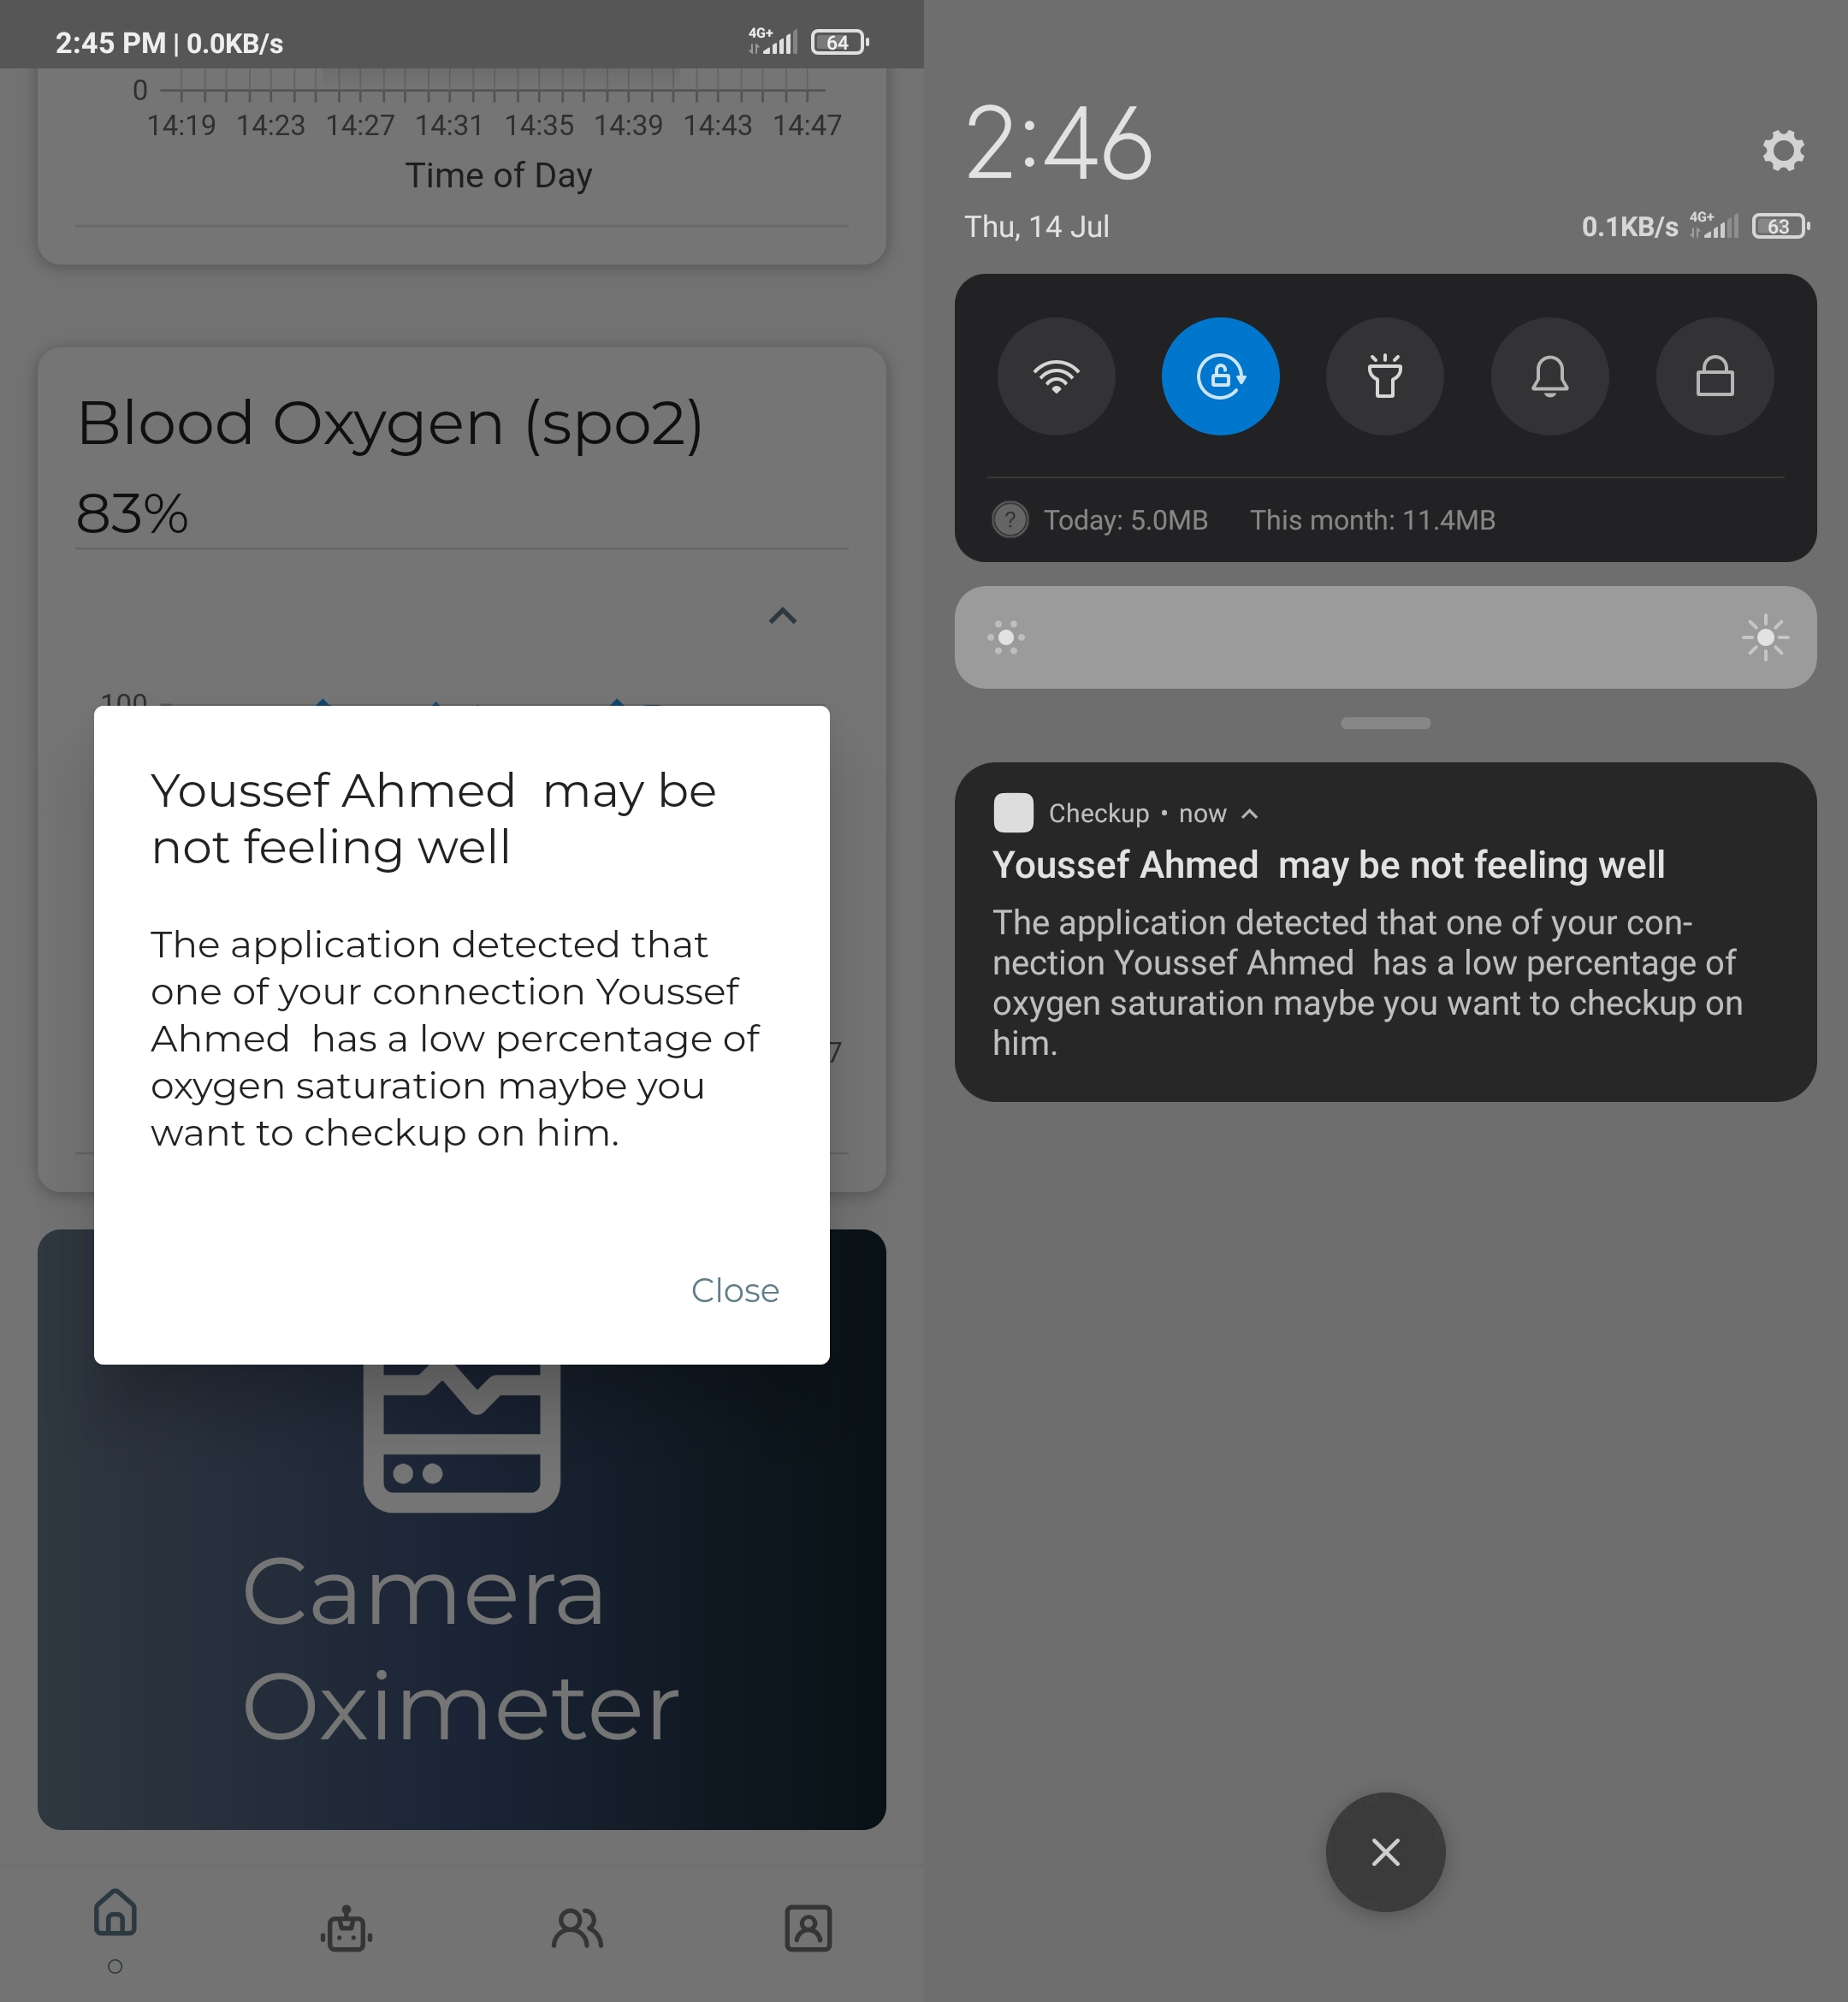 2:45 PM | 0.0KB/s
4G+
64
0
14:19 14:23 14:27 14:31 14:35 14:39 14:43 14:47
Time of Day
Blood Oxygen (spo2)
83%
100
Youssef Ahmed  may be
not feeling well
The application detected that
one of your connection Youssef
Ahmed  has a low percentage of
oxygen saturation maybe you
want to checkup on him.
7
Close
Camera
Oximeter
2:46
Thu, 14 Jul
0.1KB/s 4G+ 63
? Today: 5.0MB This month: 11.4MB
Checkup • now
Youssef Ahmed  may be not feeling well
The application detected that one of your con-
nection Youssef Ahmed  has a low percentage of
oxygen saturation maybe you want to checkup on
him.